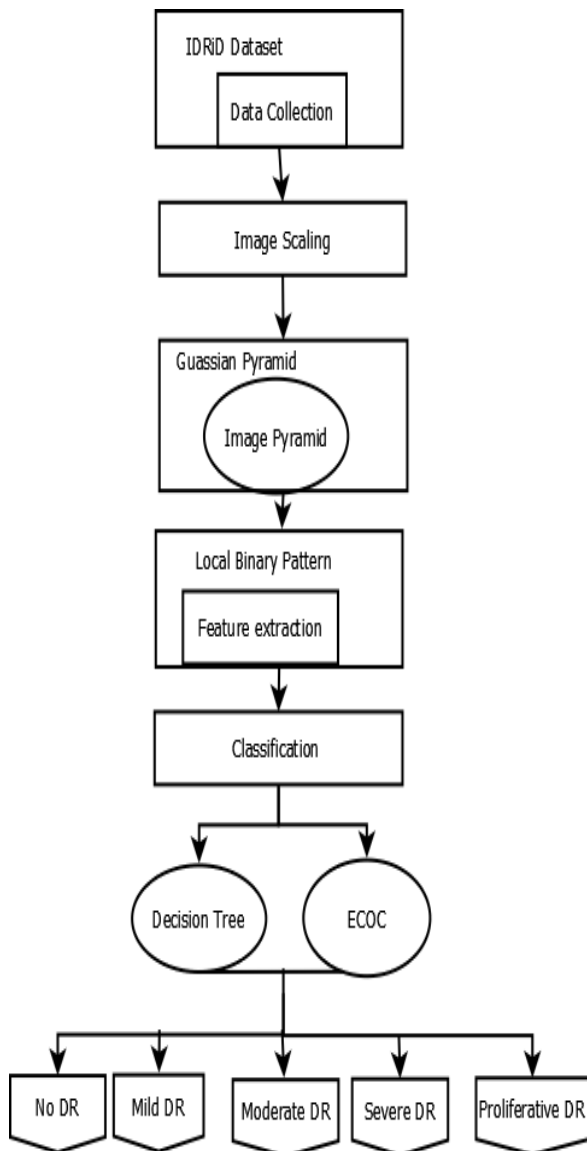 IDRiD Dataset
Data Collection
Image Scaling
Guassian Pyramid
Image Pyramid
Local Binary Pattern
Feature extraction
Classification
Decision Tree
ECOC
No DR
Mild DR
Moderate DR
Severe DR
Proliferative DR